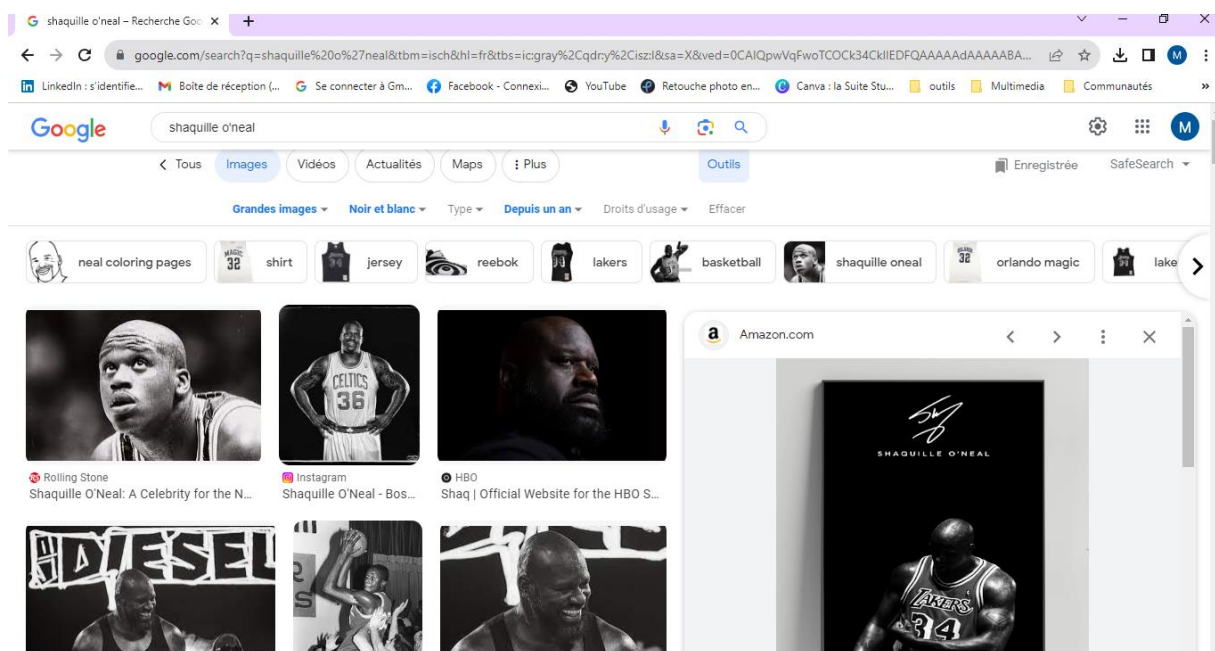 shaquille o'neal – Recherche Goo
google.com/search?q=shaquille%20o%27neal&tbm=isch&hl=fr&tbs=ic:gray%2Cqdr:y%2Cisz:l&sa=X&ved=0CAIQpwVqFwoTCOCk34CklIEDFQAAAAAdAAAAABA...
LinkedIn : s'identifie... Boîte de réception (... Se connecter à Gm... Facebook - Connexi... YouTube Retouche photo en... Canva : la Suite Stu... outils Multimedia Communautés
Google shaquille o'neal M
Tous Images Vidéos Actualités Maps Plus Outils Enregistrée SafeSearch
Grandes images Noir et blanc Type Depuis un an Droits d'usage Effacer
neal coloring pages shirt jersey reebok lakers basketball shaquille oneal orlando magic lake
Amazon.com
SHAQUILLE O'NEAL
CELTICS
36
Rolling Stone Instagram HBO
Shaquille O'Neal: A Celebrity for the N... Shaquille O'Neal - Bos... Shaq | Official Website for the HBO S...
DIESEL
LAKERS
34